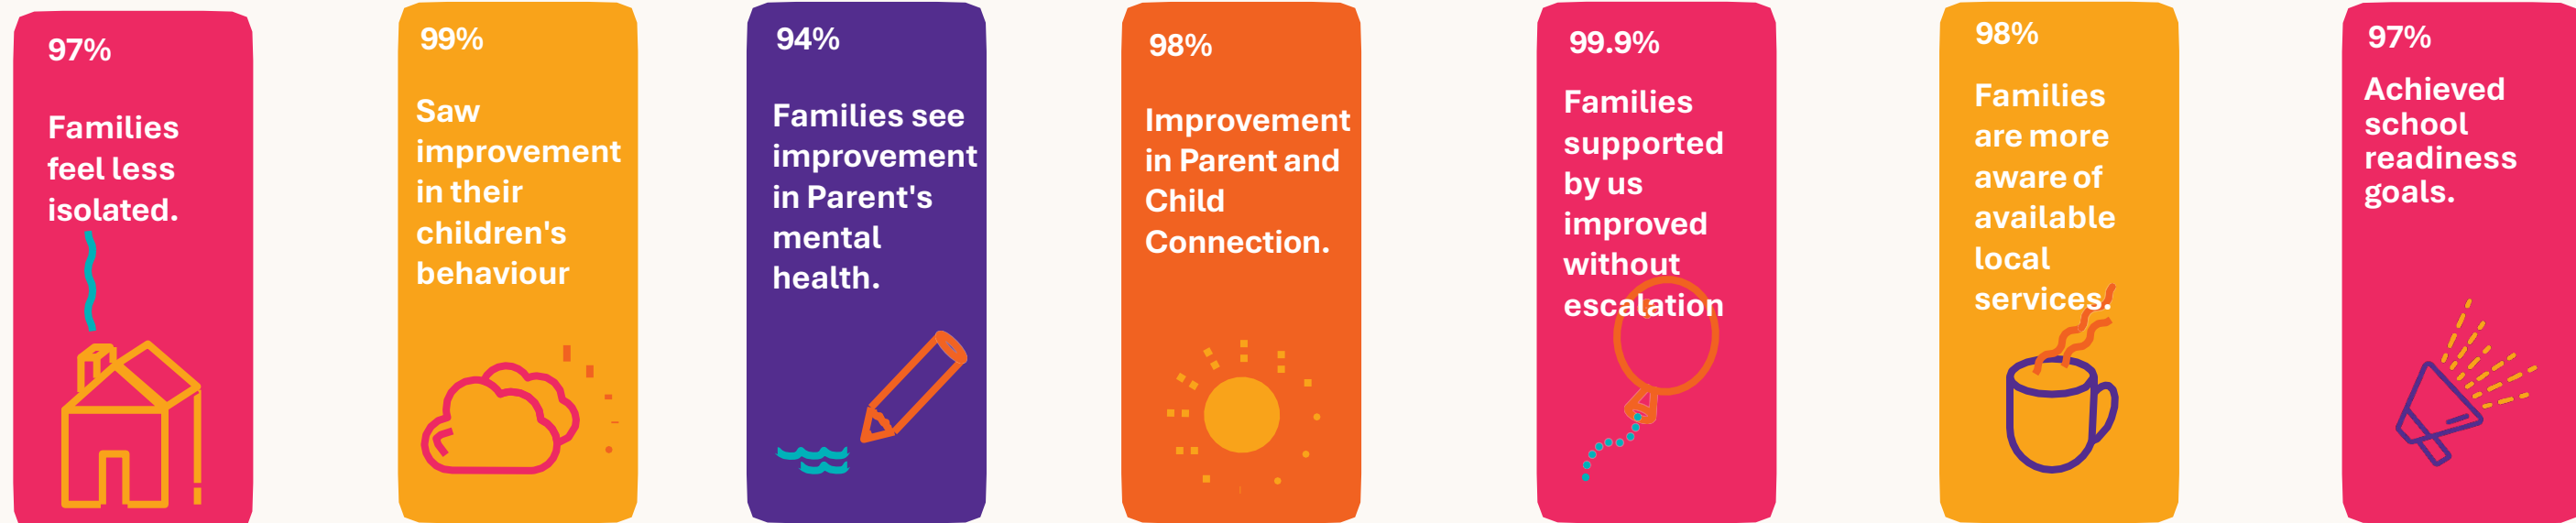 97%
Families
feel less
isolated.
99%
Saw
improvement
in their
children's
behaviour
94%
Families see
improvement
in Parent's
mental
health.
98%
Improvement
in Parent and
Child
Connection.
99.9%
Families
supported
by us
improved
without
escalation
98%
Families
are more
aware of
available
local
services.
97%
Achieved
school
readiness
goals.